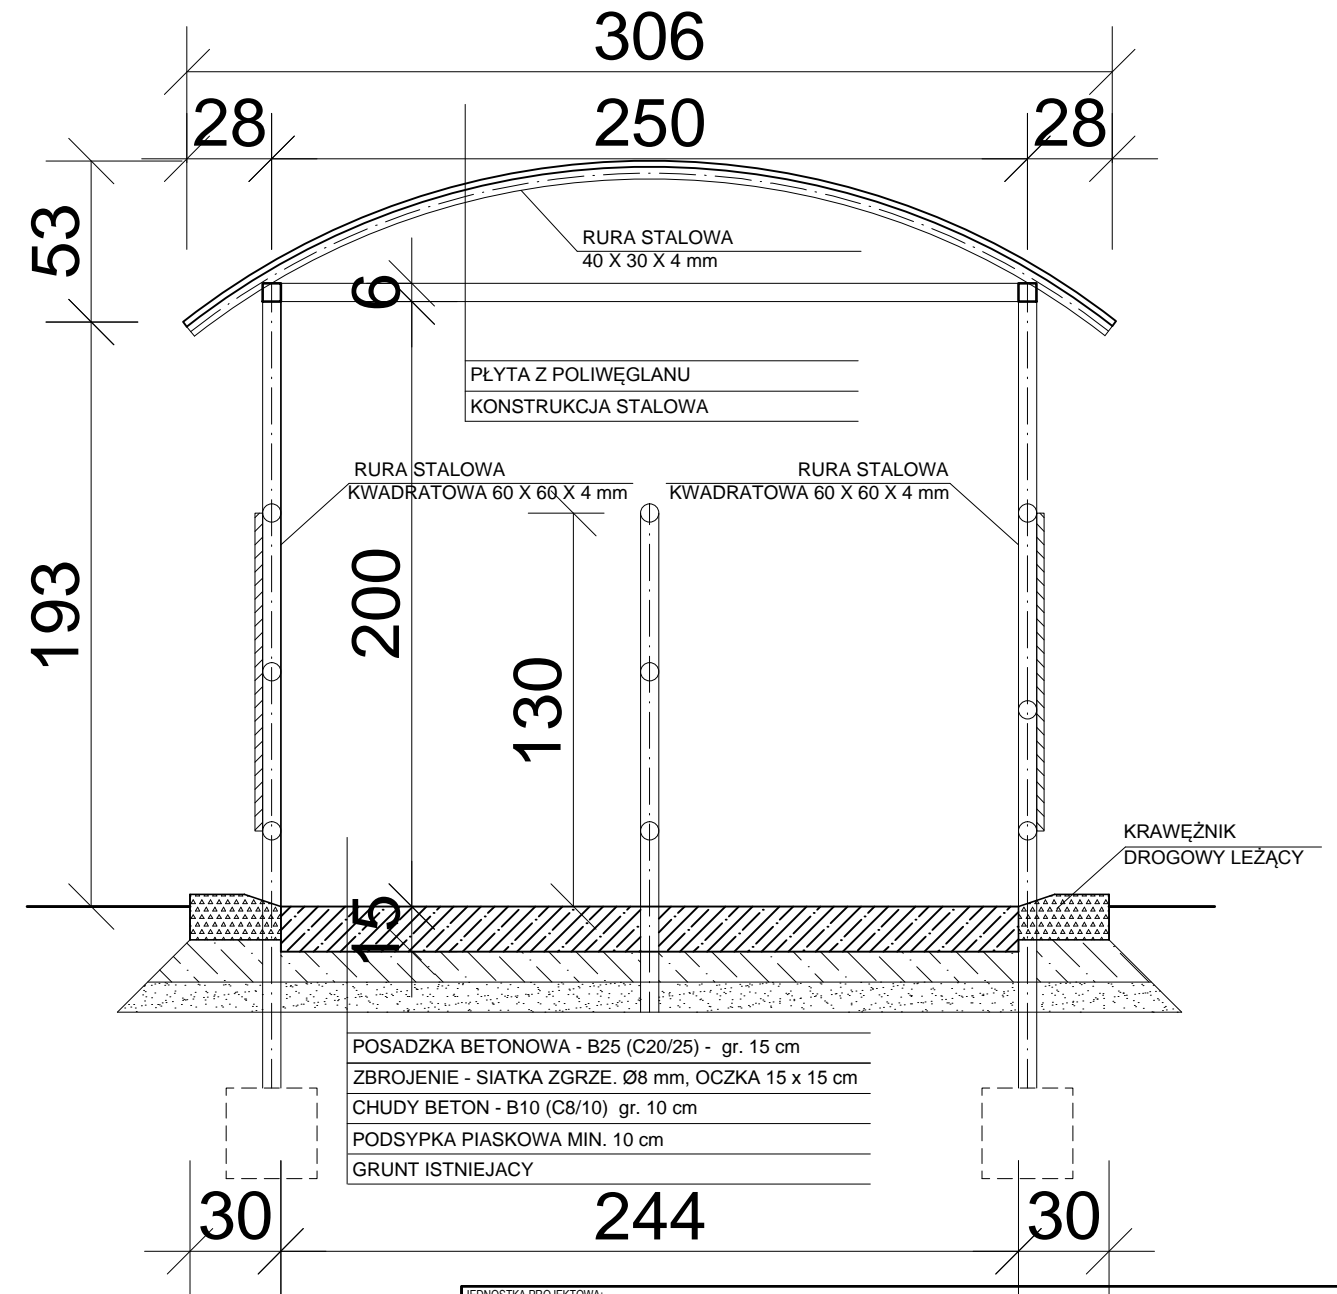 306
28
250
28
53
RURA STALOWA
40 X 30 X 4 mm
6
PŁYTA Z POLIWĘGLANU
KONSTRUKCJA STALOWA
RURA STALOWA
KWADRATOWA 60 X 60 X 4 mm
RURA STALOWA
KWADRATOWA 60 X 60 X 4 mm
193
200
130
KRAWĘŻNIK
DROGOWY LEŻĄCY
15
POSADZKA BETONOWA - B25 (C20/25) - gr. 15 cm
ZBROJENIE - SIATKA ZGRZE. Ø8 mm, OCZKA 15 x 15 cm
CHUDY BETON - B10 (C8/10) gr. 10 cm
PODSYPKA PIASKOWA MIN. 10 cm
GRUNT ISTNIEJACY
30
244
30
JEDNOSTKA PROJEKTOWA: